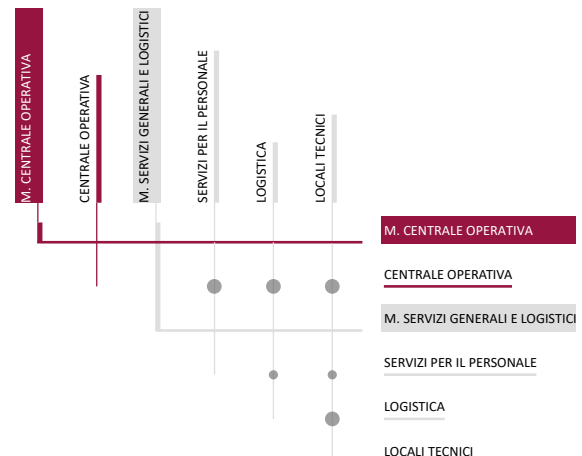 M. CENTRALE OPERATIVA
CENTRALE OPERATIVA
M. SERVIZI GENERALI E LOGISTICI
SERVIZI PER IL PERSONALE
LOGISTICA
LOCALI TECNICI
M. CENTRALE OPERATIVA
CENTRALE OPERATIVA
M. SERVIZI GENERALI E LOGISTICI
SERVIZI PER IL PERSONALE
LOGISTICA
LOCALI TECNICI